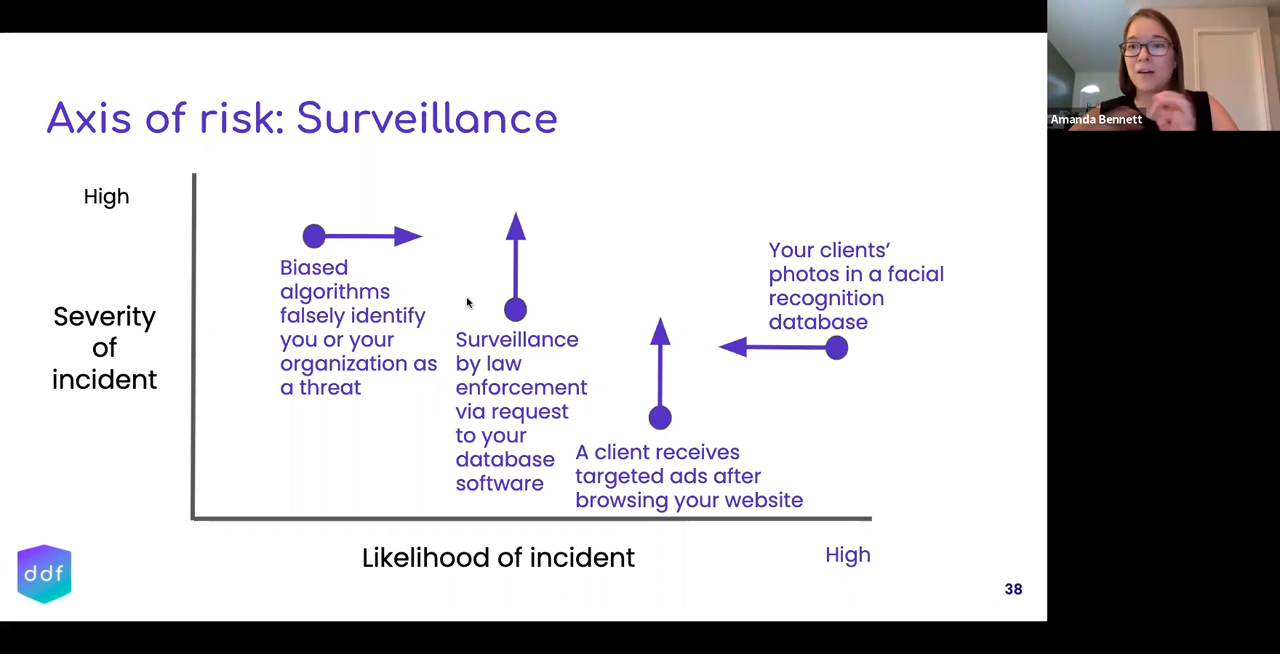 Axis of risk: Surveillance
Amanda Bennett
High
Severity
of
incident
Biased
algorithms
falsely identify
you or your
organization as
a threat
Surveillance
by law
enforcement
via request
to your
database
software
A client receives
targeted ads after
browsing your website
Your clients’
photos in a facial
recognition
database
Likelihood of incident
High
ddf
38